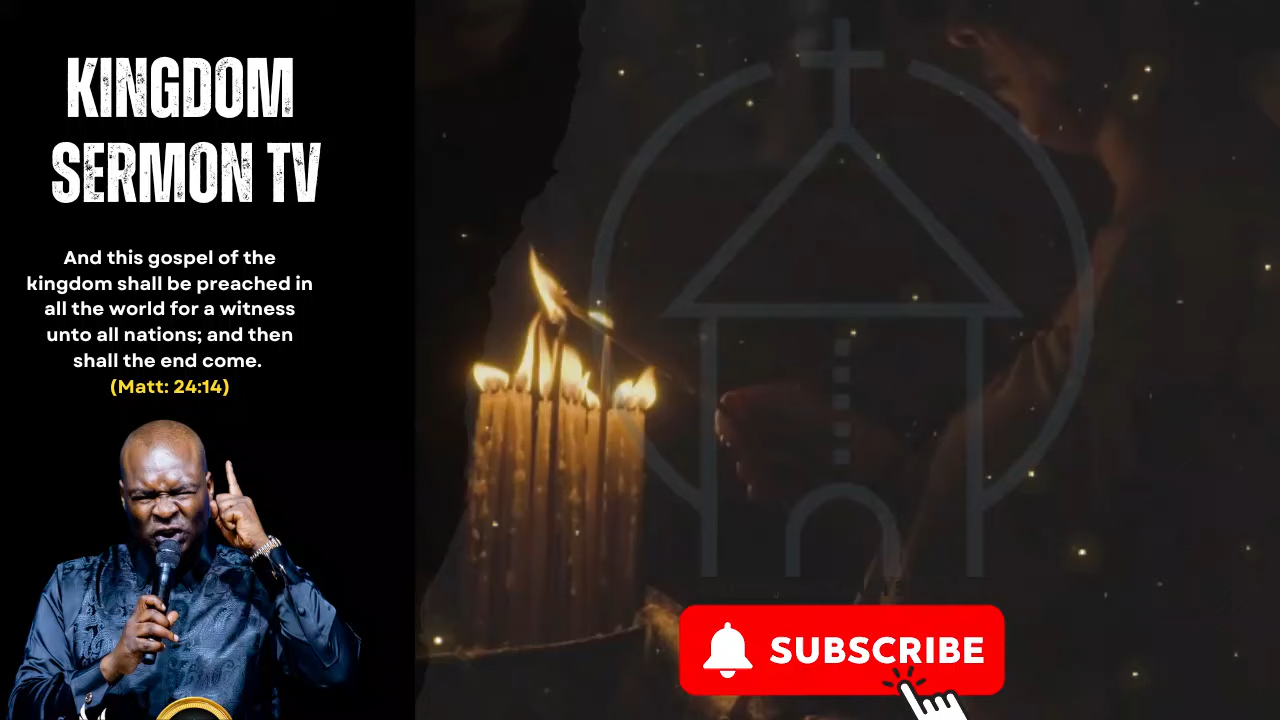 KINGDOM
SERMON TV
And this gospel of the
kingdom shall be preached in
all the world for a witness
unto all nations; and then
shall the end come.
(Matt: 24:14)
SUBSCRIBE